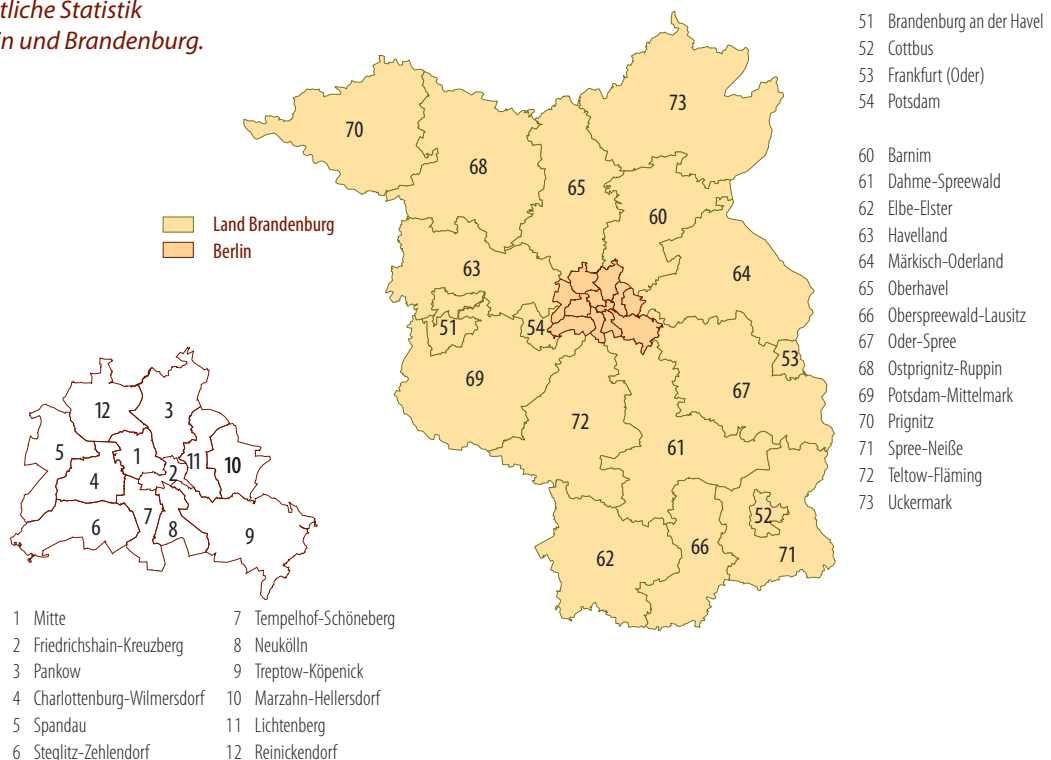 tliche Statistik
in und Brandenburg.
Land Brandenburg
Berlin
70
73
68
65
60
63
64
51
54
53
69
67
72
61
52
62
66
71
12
3
5
1
11
10
4
2
7
6
8
9
51 Brandenburg an der Havel
52 Cottbus
53 Frankfurt (Oder)
54 Potsdam
60 Barnim
61 Dahme-Spreewald
62 Elbe-Elster
63 Havelland
64 Märkisch-Oderland
65 Oberhavel
66 Oberspreewald-Lausitz
67 Oder-Spree
68 Ostprignitz-Ruppin
69 Potsdam-Mittelmark
70 Prignitz
71 Spree-Neiße
72 Teltow-Fläming
73 Uckermark
1 Mitte
2 Friedrichshain-Kreuzberg
3 Pankow
4 Charlottenburg-Wilmersdorf
5 Spandau
6 Steglitz-Zehlendorf
7 Tempelhof-Schöneberg
8 Neukölln
9 Treptow-Köpenick
10 Marzahn-Hellersdorf
11 Lichtenberg
12 Reinickendorf